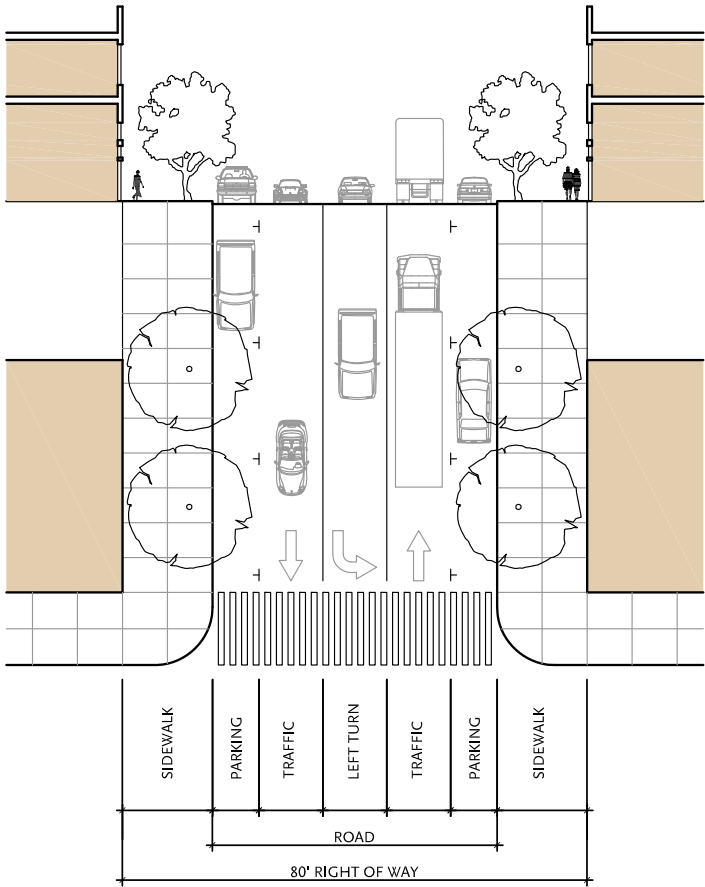 SIDEWALK
PARKING
TRAFFIC
LEFT TURN
TRAFFIC
PARKING
SIDEWALK
ROAD
80' RIGHT OF WAY